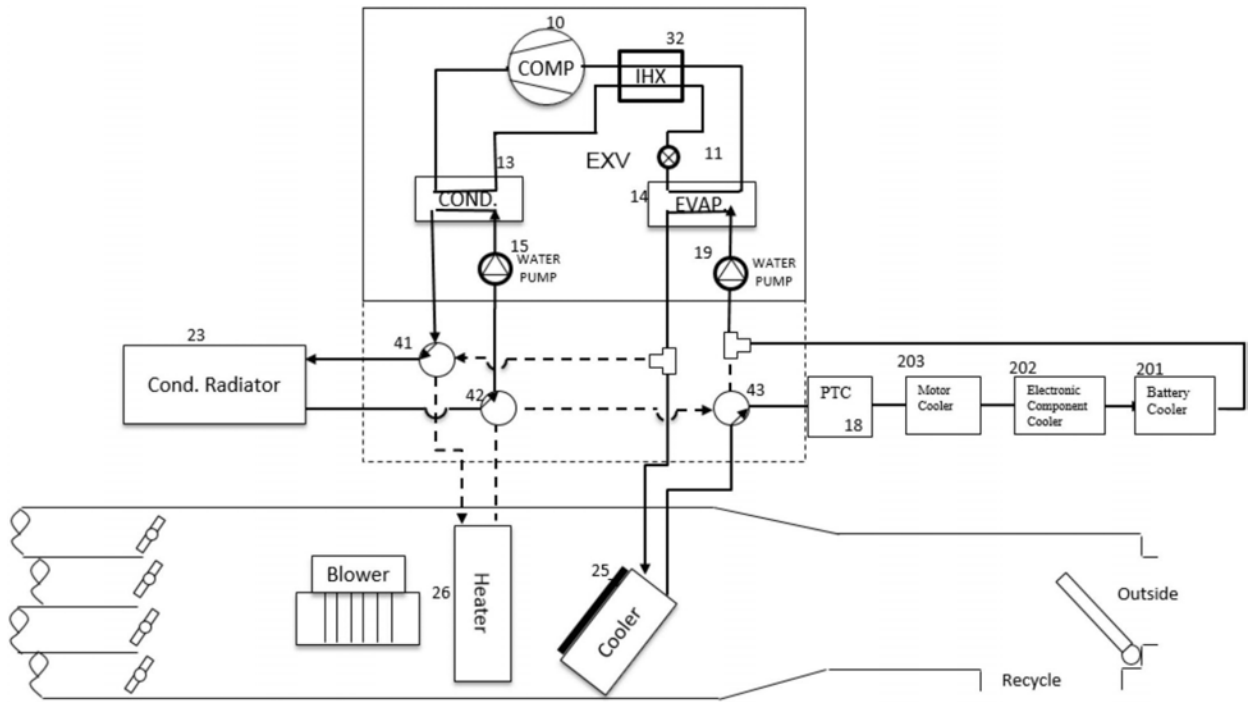 10
32
COMP
IHX
EXV
11
13
COND.
14
EVAP.
15
WATER
PUMP
19
WATER
PUMP
23
Cond. Radiator
41
42
43
PTC
18
203
Motor
Cooler
202
Electronic
Component
Cooler
201
Battery
Cooler
Blower
26
Heater
25
Cooler
Outside
Recycle